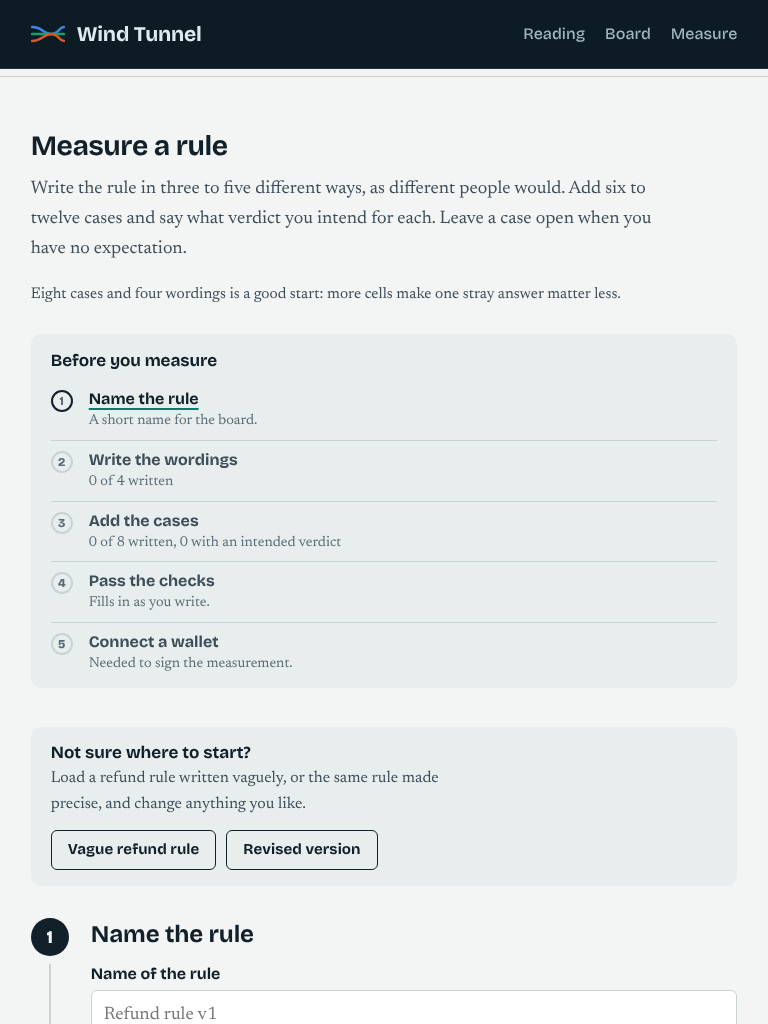 Wind Tunnel
Reading Board Measure
Measure a rule
Write the rule in three to five different ways, as different people would. Add six to
twelve cases and say what verdict you intend for each. Leave a case open when you
have no expectation.
Eight cases and four wordings is a good start: more cells make one stray answer matter less.
Before you measure
1 Name the rule
A short name for the board.
2 Write the wordings
0 of 4 written
3 Add the cases
0 of 8 written, 0 with an intended verdict
4 Pass the checks
Fills in as you write.
5 Connect a wallet
Needed to sign the measurement.
Not sure where to start?
Load a refund rule written vaguely, or the same rule made
precise, and change anything you like.
Vague refund rule Revised version
1 Name the rule
Name of the rule
Refund rule v1